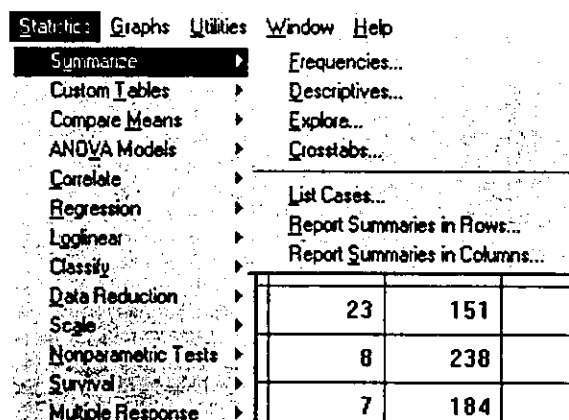 Statistics Graphs Utilities Window Help
Summarize
Custom Tables
Compare Means
ANOVA Models
Correlate
Regression
Loglinear
Classify
Data Reduction
Scale
Nonparametric Tests
Survival
Multiple Response
Frequencies...
Descriptives...
Explore...
Crosstabs...
List Cases...
Report Summaries in Rows...
Report Summaries in Columns...
23 151
8 238
7 184